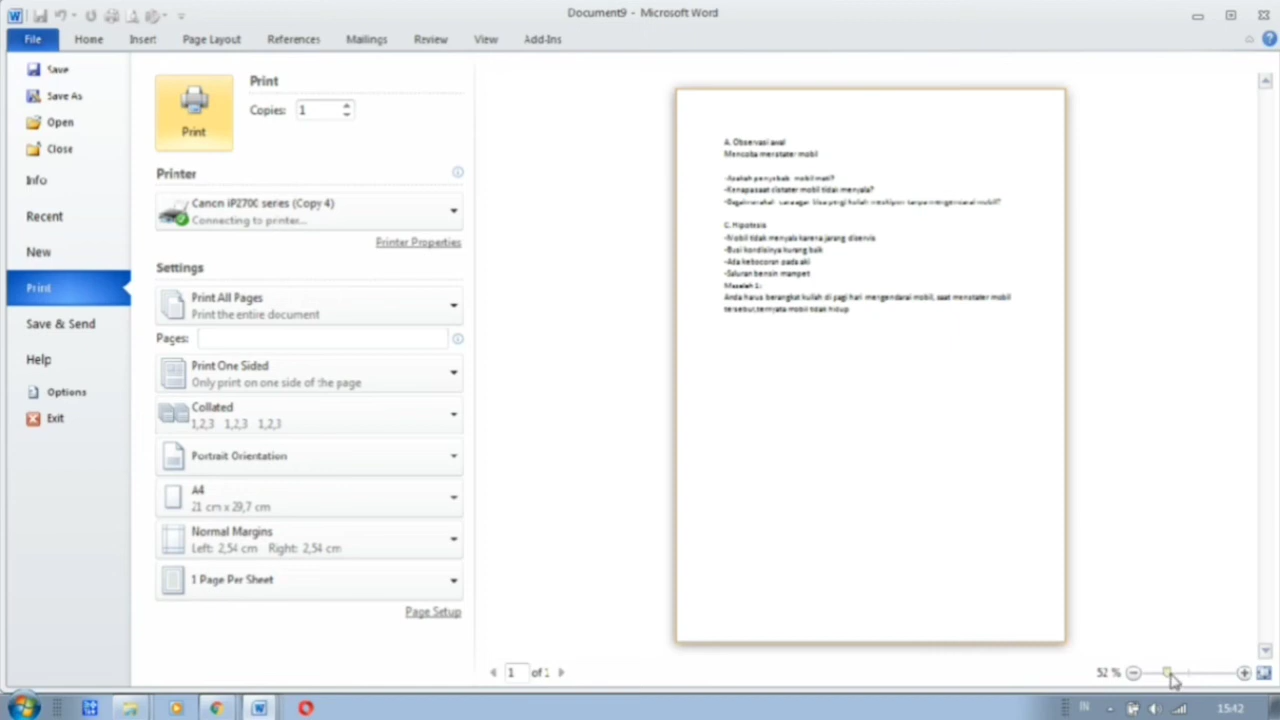 Document9 - Microsoft Word
File Home Insert Page Layout References Mailings Review View Add-Ins
Save
Save As
Open
Close
Info
Recent
New
Print
Save & Send
Help
Options
Exit
Print
Print
Copies: 1
Printer
Canon iP2700 series (Copy 4)
Connecting to printer...
Printer Properties
Settings
Print All Pages
Print the entire document
Pages:
Print One Sided
Only print on one side of the page
Collated
1,2,3 1,2,3 1,2,3
Portrait Orientation
A4
21 cm x 29,7 cm
Normal Margins
Left: 2,54 cm Right: 2,54 cm
1 Page Per Sheet
Page Setup
A. Observasi awal
Mencoba menstater mobil
-Apakah penyebab mobil mati?
-Kenapa saat distater mobil tidak menyala?
bisa pergi kuliah meskipun tanpa mengendarai mobil?
C. Hipotesis
-Mobil tidak menyala karena jarang diservis
-Busi kondisinya kurang baik
-Ada kebocoran pada aki
-Saluran bensin mampet
Masalah 1:
Anda harus berangkat kuliah di pagi hari mengendarai mobil, saat menstater mobil
tersebut,ternyata mobil tidak hidup
1 of 1
52 %
IN
15:42